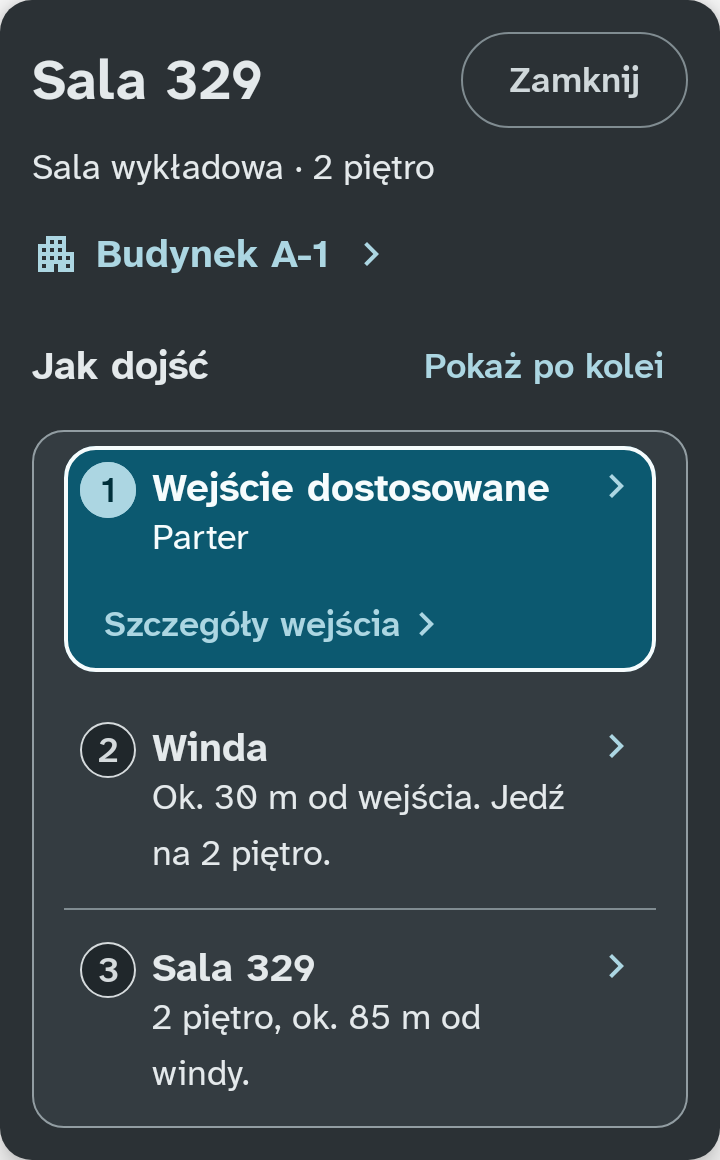 Sala 329
Zamknij
Sala wykładowa · 2 piętro
Budynek A-1
Jak dojść
Pokaż po kolei
1
Wejście dostosowane
Parter
Szczegóły wejścia
2
Winda
Ok. 30 m od wejścia. Jedź
na 2 piętro.
3
Sala 329
2 piętro, ok. 85 m od
windy.